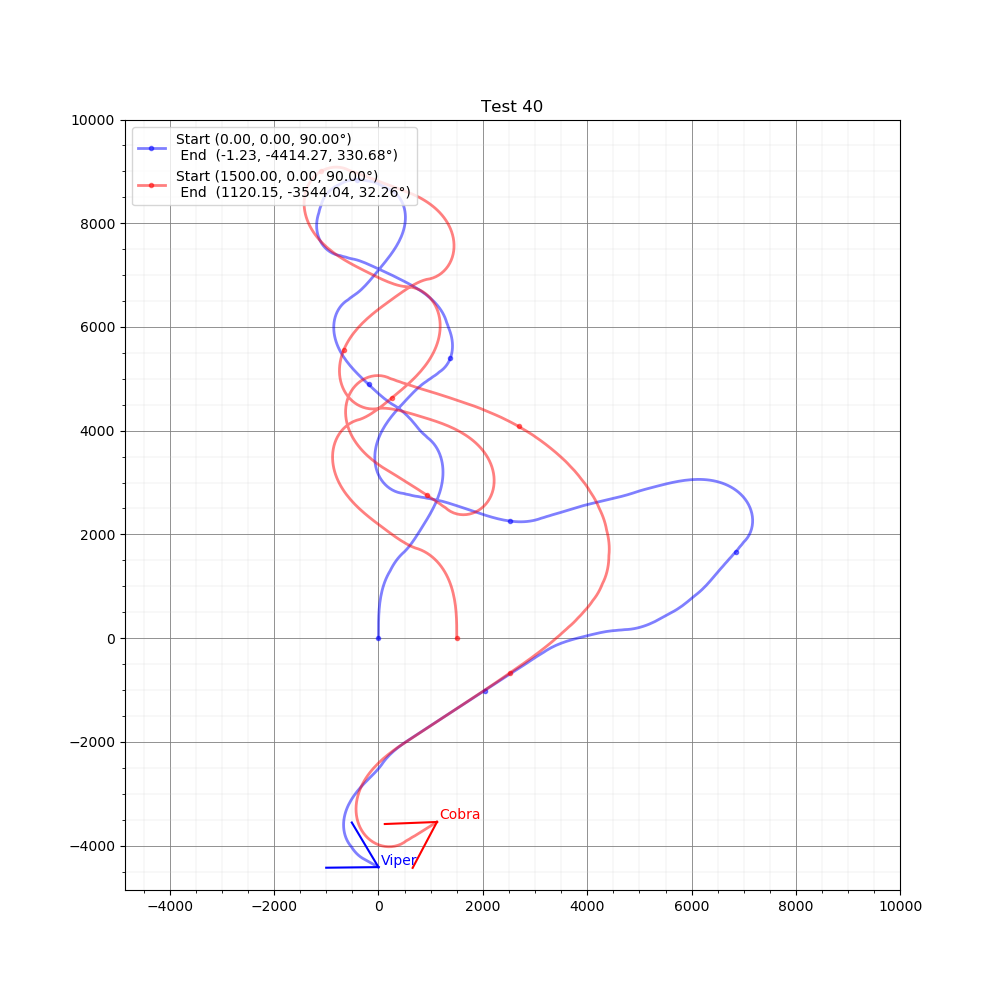 Test 40
Start (0.00, 0.00, 90.00°)
End (-1.23, -4414.27, 330.68°)
Start (1500.00, 0.00, 90.00°)
End (1120.15, -3544.04, 32.26°)
10000
8000
6000
4000
2000
0
−2000
−4000
Cobra
Viper
−4000 −2000 0 2000 4000 6000 8000 10000